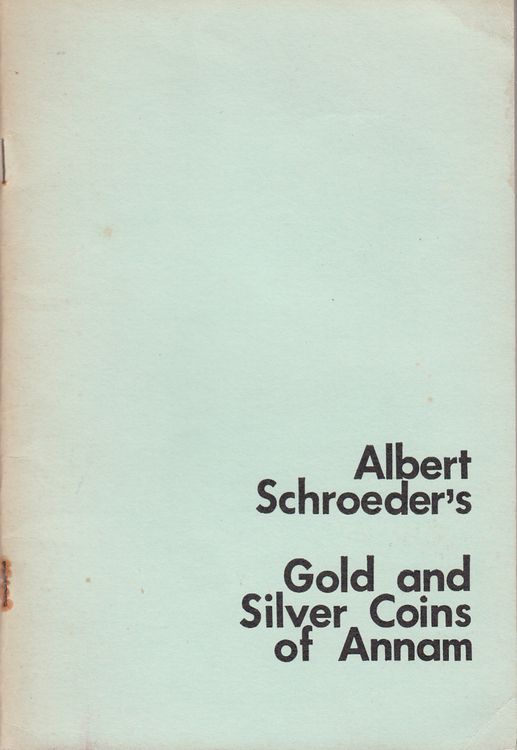 Albert
Schroeder's
Gold and
Silver Coins
of Annam